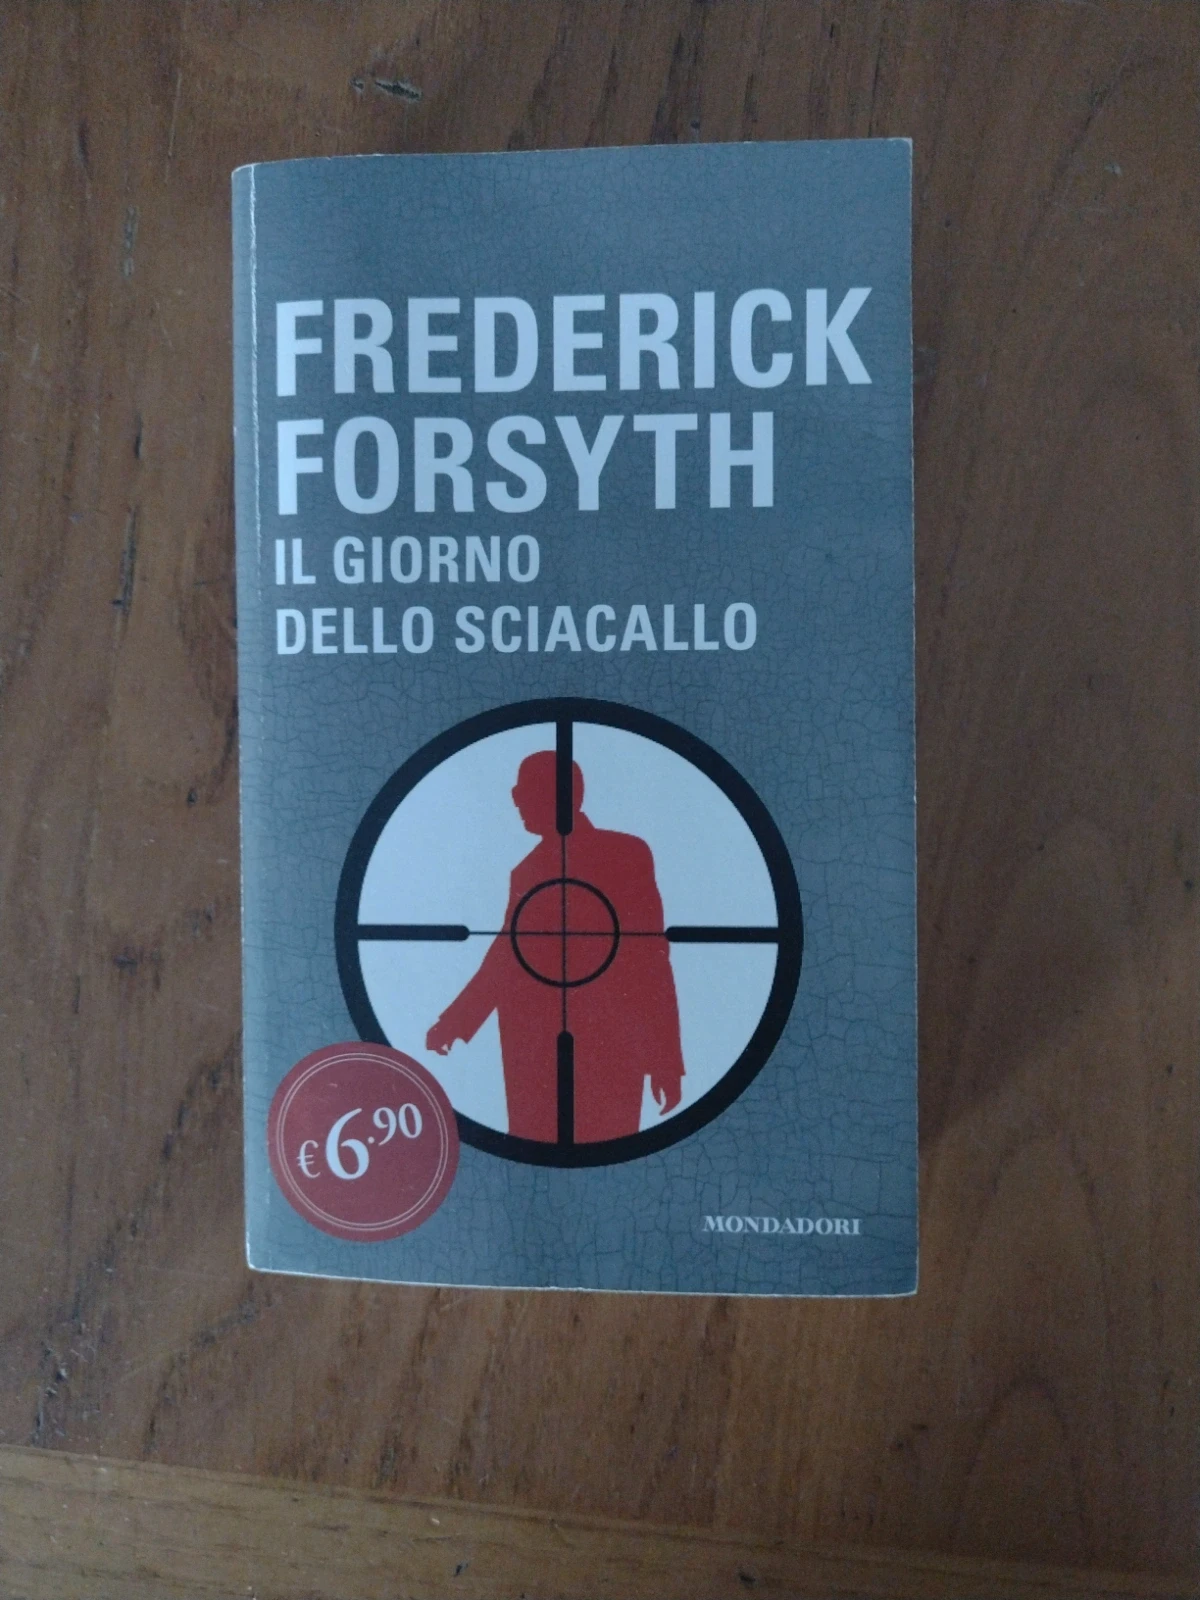 FREDERICK
FORSYTH
IL GIORNO
DELLO SCIACALLO
€6.90
MONDADORI